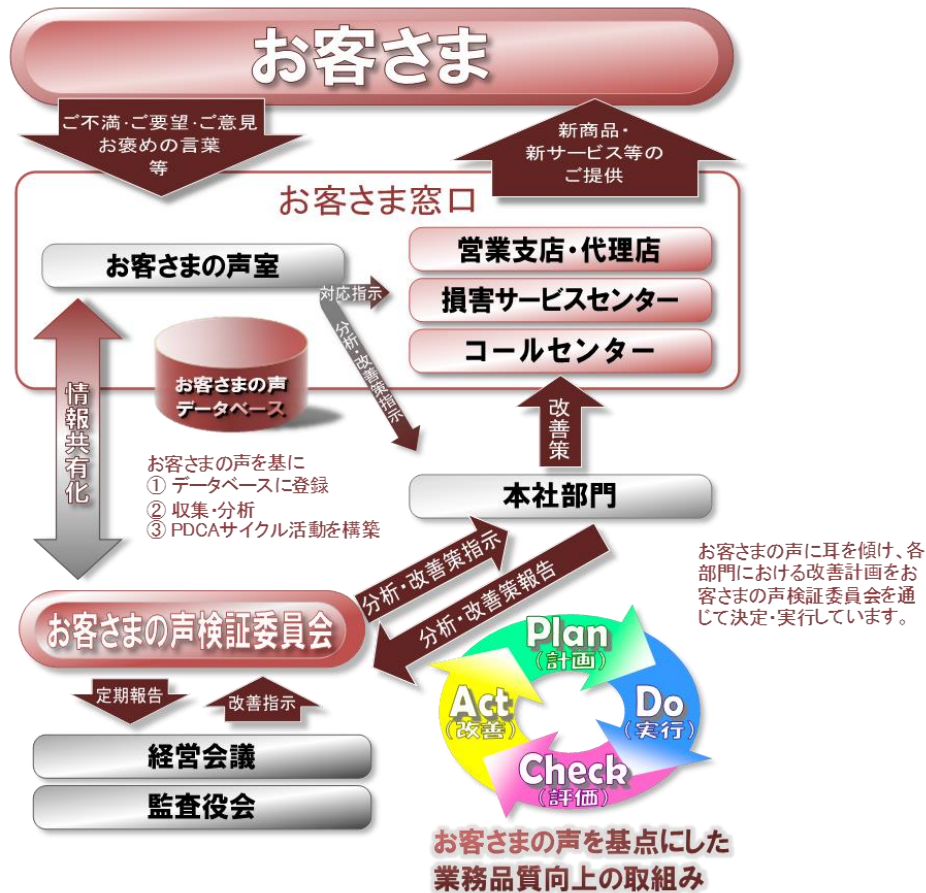 お客さま
ご不満・ご要望・ご意見
お褒めの言葉
等
新商品・
新サービス等の
ご提供
お客さま窓口
お客さまの声室
営業支店・代理店
対応指示
損害サービスセンター
分析・改善策指示
コールセンター
お客さまの声
データベース
情報共有化
改善策
お客さまの声を基に
① データベースに登録
② 収集・分析
③ PDCAサイクル活動を構築
本社部門
分析・改善策指示
分析・改善策報告
お客さまの声に耳を傾け、各
部門における改善計画をお
客さまの声検証委員会を通
じて決定・実行しています。
お客さまの声検証委員会
定期報告
改善指示
経営会議
監査役会
Plan
(計画)
Do
(実行)
Check
(評価)
Act
(改善)
お客さまの声を基点にした
業務品質向上の取組み